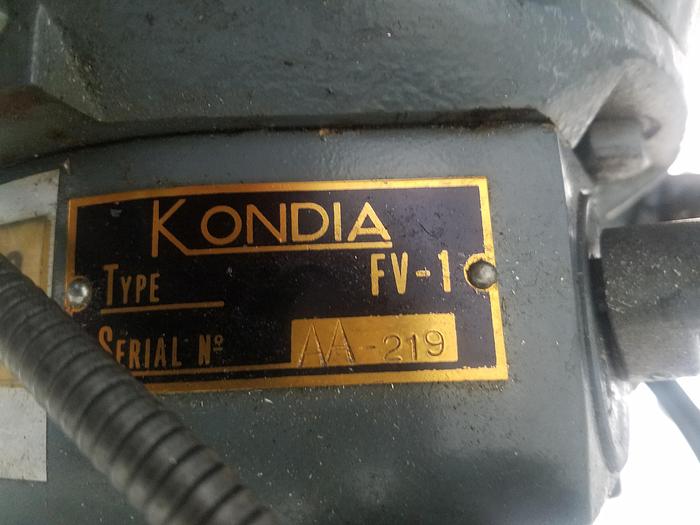 KONDIA
TYPE FV-1
SERIAL Nº AA-219